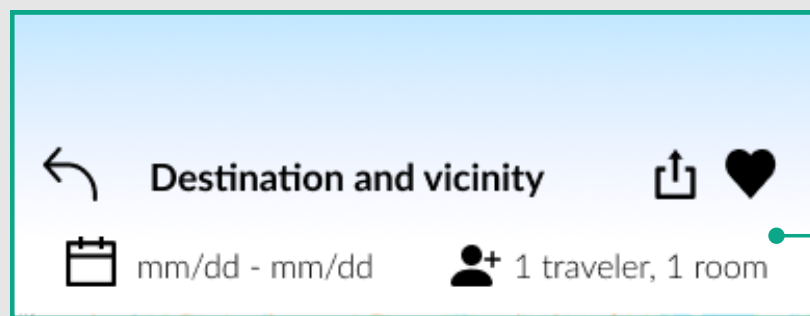 Destination and vicinity
mm/dd - mm/dd 1 traveler, 1 room